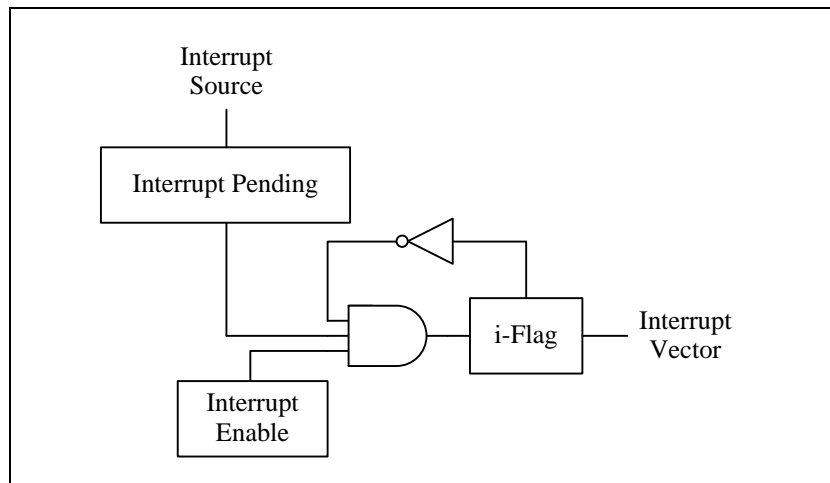 Interrupt
Source
Interrupt Pending
i-Flag
Interrupt
Vector
Interrupt
Enable